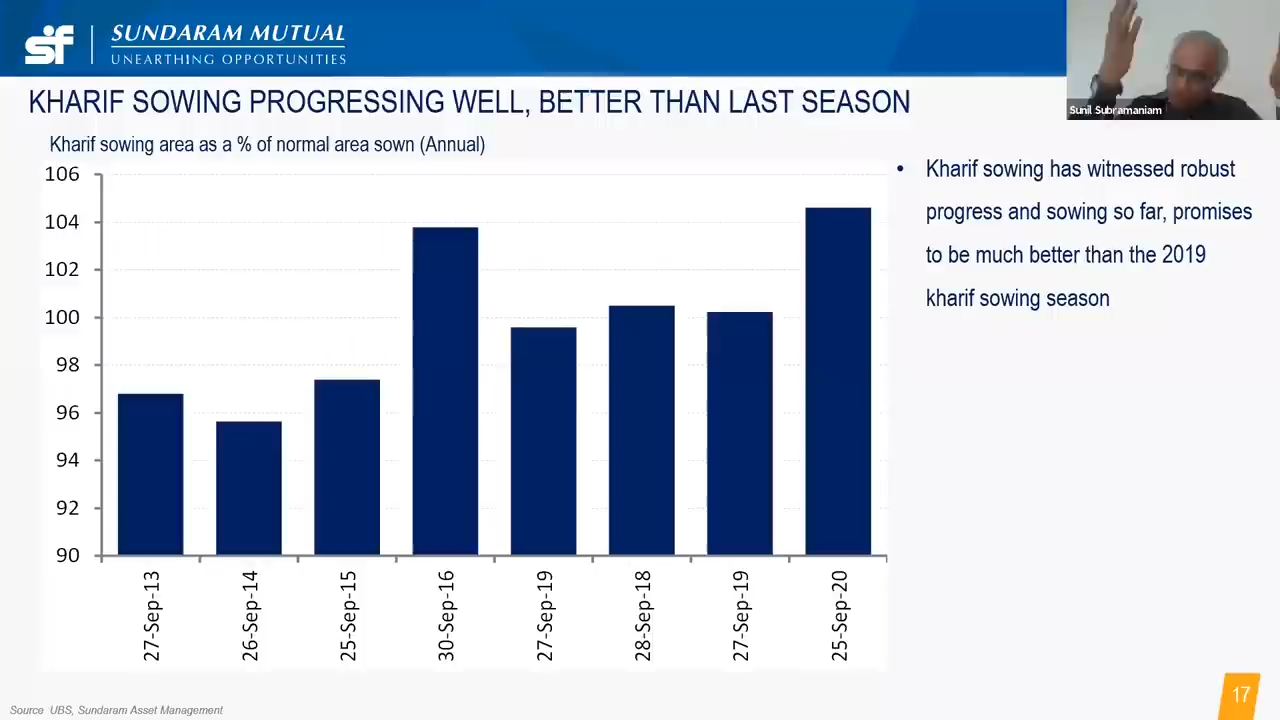 sf
SUNDARAM MUTUAL
UNEARTHING OPPORTUNITIES
Sunil Subramaniam
KHARIF SOWING PROGRESSING WELL, BETTER THAN LAST SEASON
Kharif sowing area as a % of normal area sown (Annual)
106
104
102
100
98
96
94
92
90
27-Sep-13
26-Sep-14
25-Sep-15
30-Sep-16
27-Sep-19
28-Sep-18
27-Sep-19
25-Sep-20
• Kharif sowing has witnessed robust
progress and sowing so far, promises
to be much better than the 2019
kharif sowing season
Source UBS, Sundaram Asset Management
17